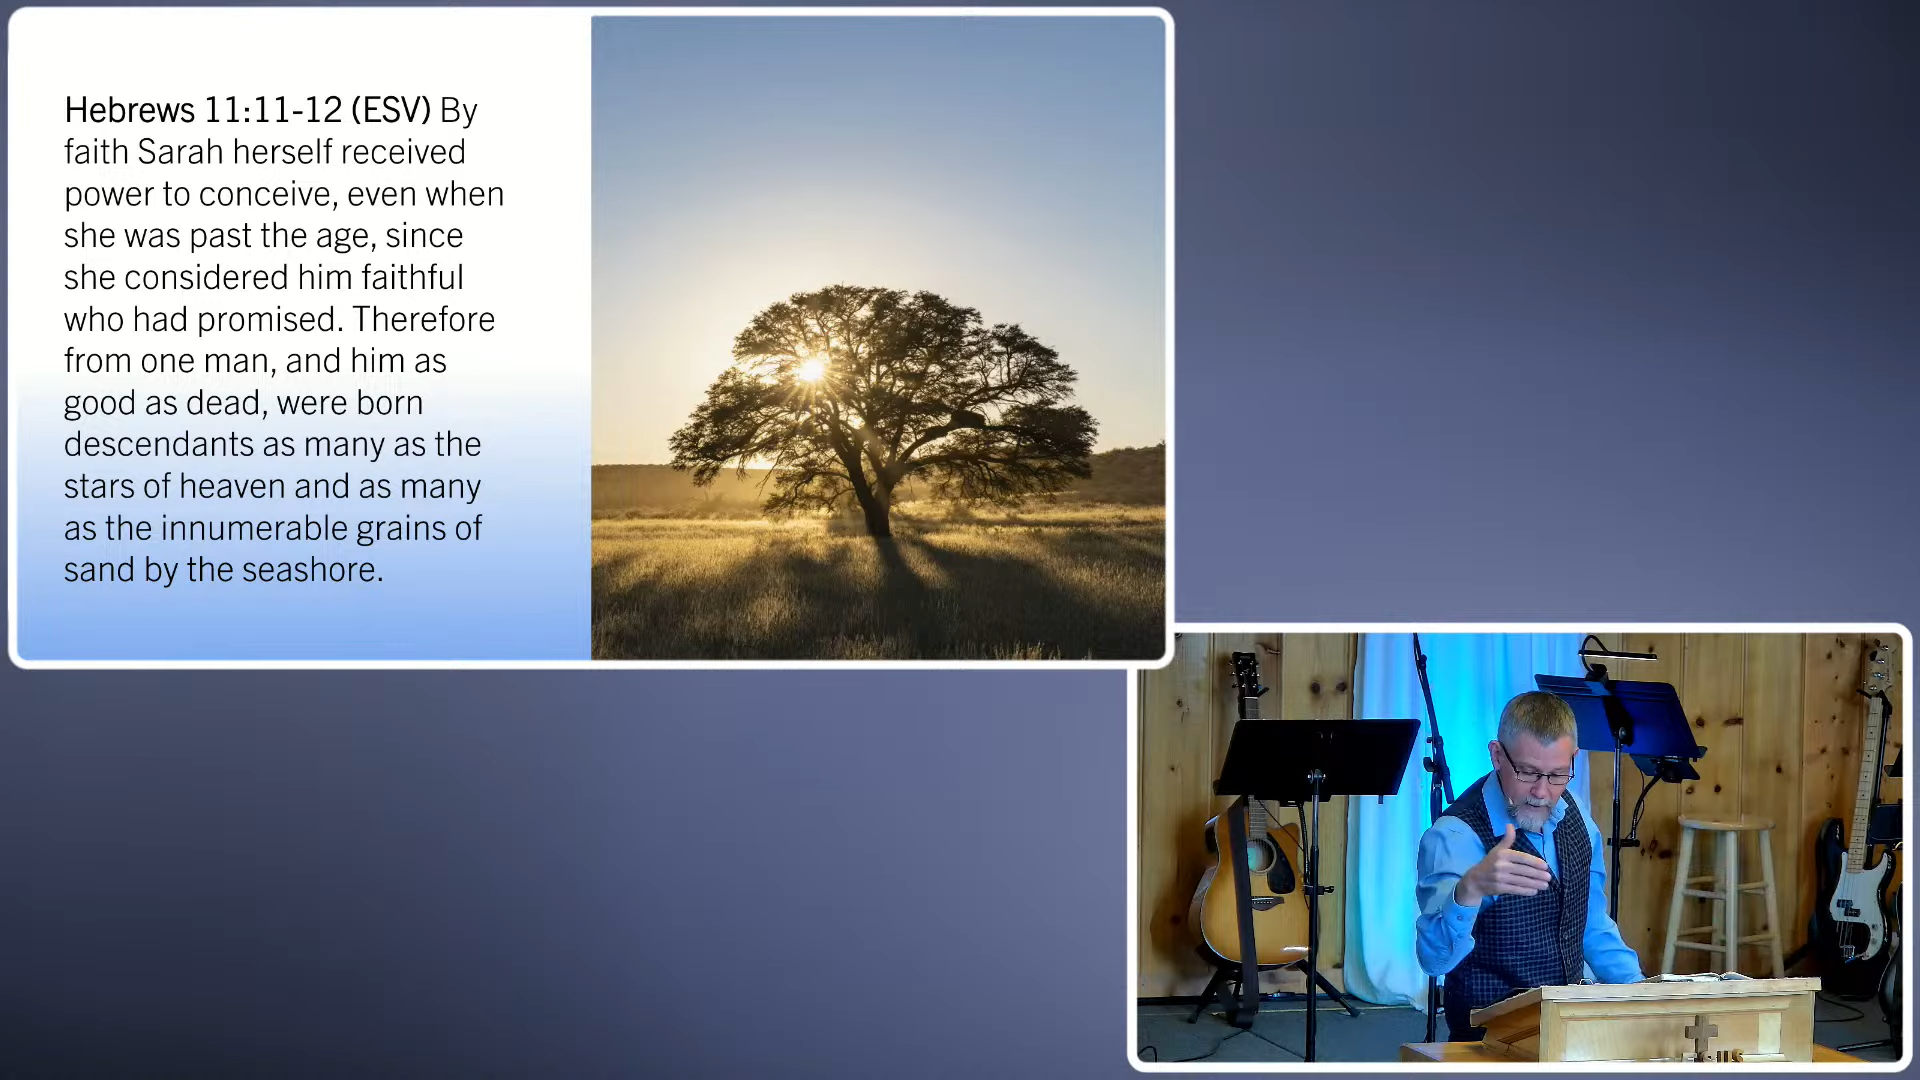 Hebrews 11:11-12 (ESV) By
faith Sarah herself received
power to conceive, even when
she was past the age, since
she considered him faithful
who had promised. Therefore
from one man, and him as
good as dead, were born
descendants as many as the
stars of heaven and as many
as the innumerable grains of
sand by the seashore.